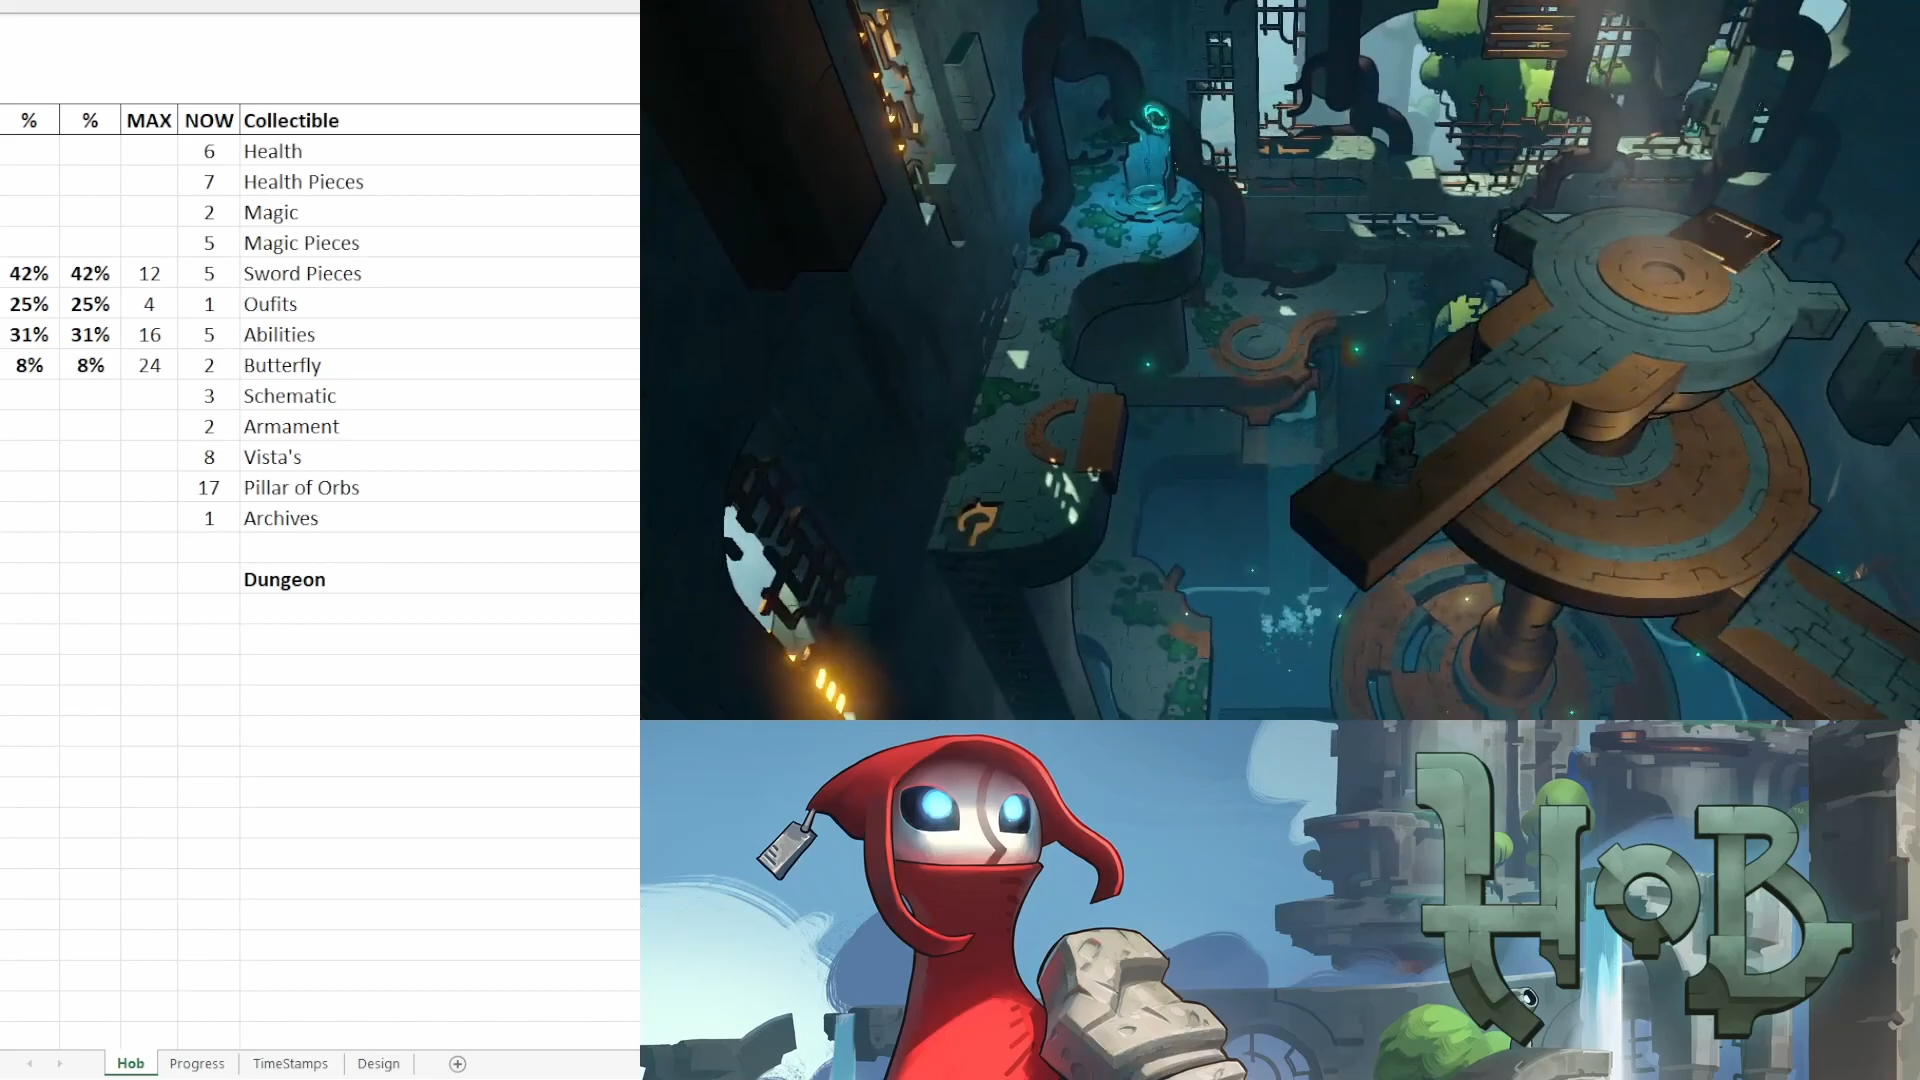 % % MAX NOW Collectible
6 Health
7 Health Pieces
2 Magic
5 Magic Pieces
42% 42% 12 5 Sword Pieces
25% 25% 4 1 Oufits
31% 31% 16 5 Abilities
8% 8% 24 2 Butterfly
3 Schematic
2 Armament
8 Vista's
17 Pillar of Orbs
1 Archives
Dungeon
Hob Progress TimeStamps Design
HOB